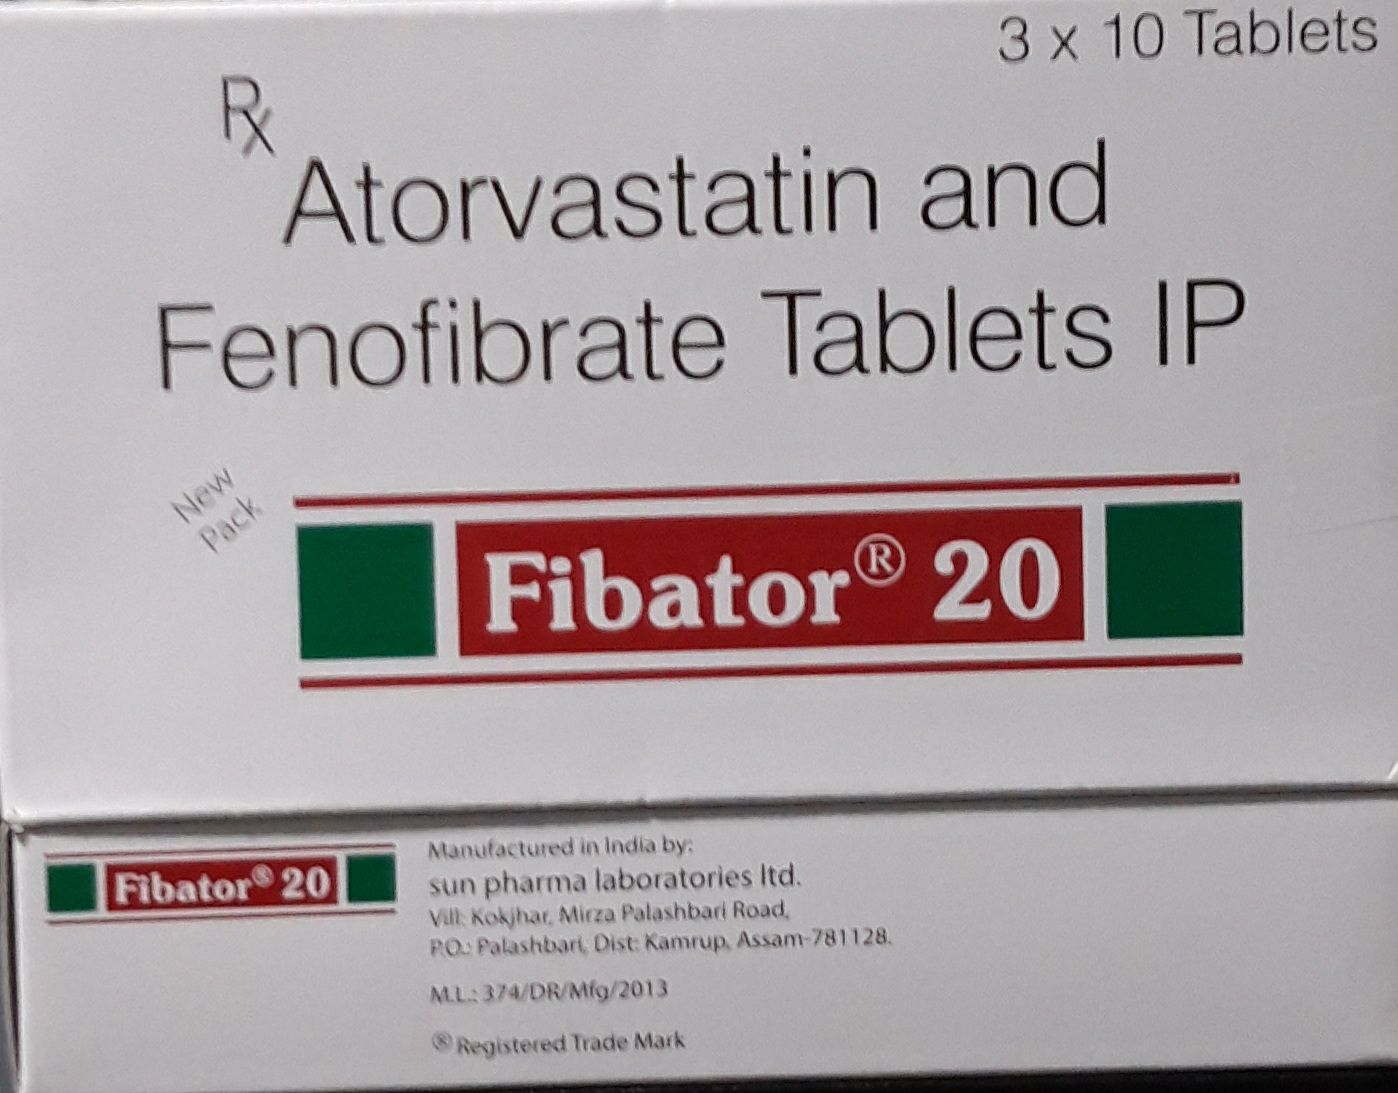 3 x 10 Tablets
Rx
Atorvastatin and
Fenofibrate Tablets IP
New
Pack
Fibator® 20
Fibator® 20
Manufactured in India by:
sun pharma laboratories ltd.
Vill: Kokjhar, Mirza Palashbari Road,
P.O.: Palashbari, Dist: Kamrup, Assam-781128.
M.L.: 374/DR/Mfg/2013
® Registered Trade Mark